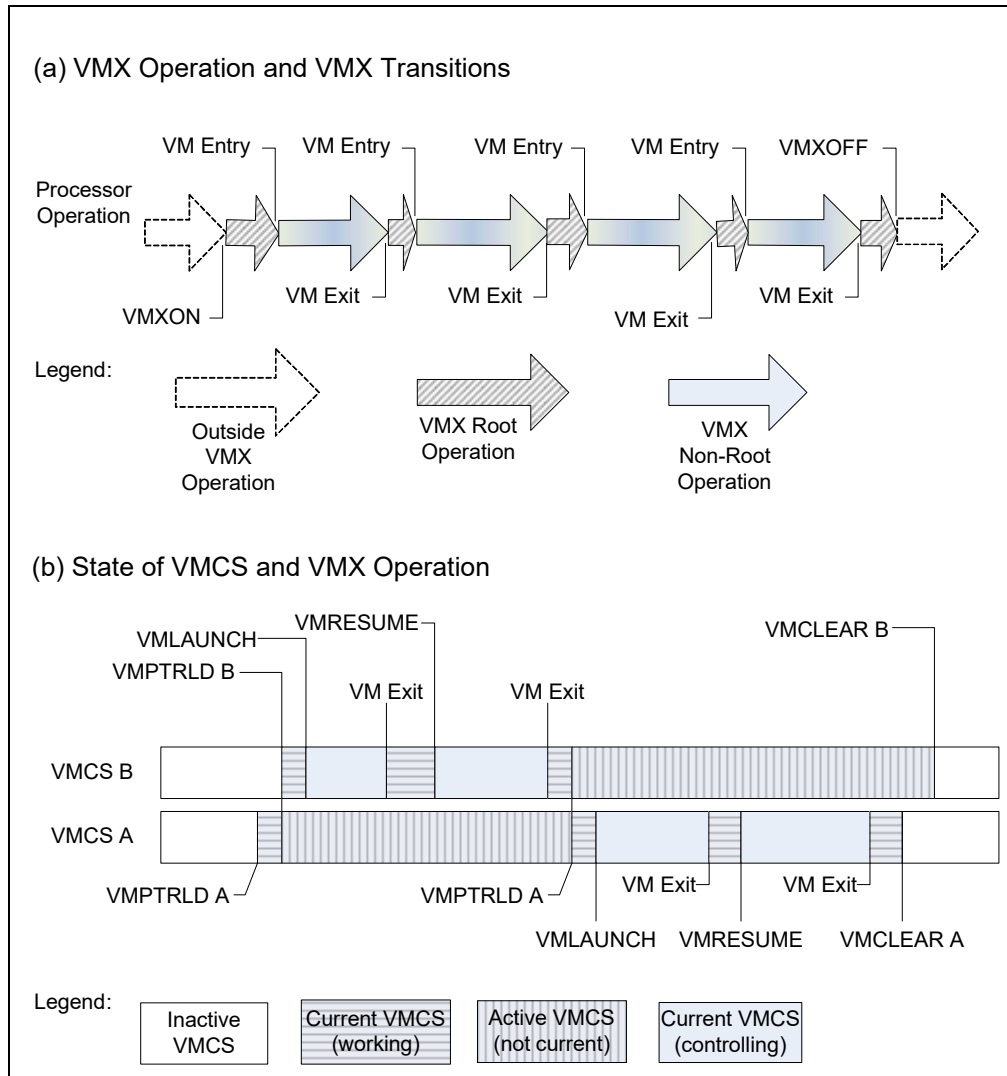 (a) VMX Operation and VMX Transitions
VM Entry
VM Entry
VM Entry
VM Entry
VMXOFF
Processor
Operation
VM Exit
VM Exit
VM Exit
VM Exit
VMXON
Legend:
Outside
VMX
Operation
VMX Root
Operation
VMX
Non-Root
Operation
(b) State of VMCS and VMX Operation
VMRESUME
VMLAUNCH
VMCLEAR B
VMPTRLD B
VM Exit
VM Exit
VMCS B
VMCS A
VMPTRLD A
VMPTRLD A
VM Exit
VM Exit
VMLAUNCH
VMRESUME
VMCLEAR A
Legend:
Inactive
VMCS
Current VMCS
(working)
Active VMCS
(not current)
Current VMCS
(controlling)